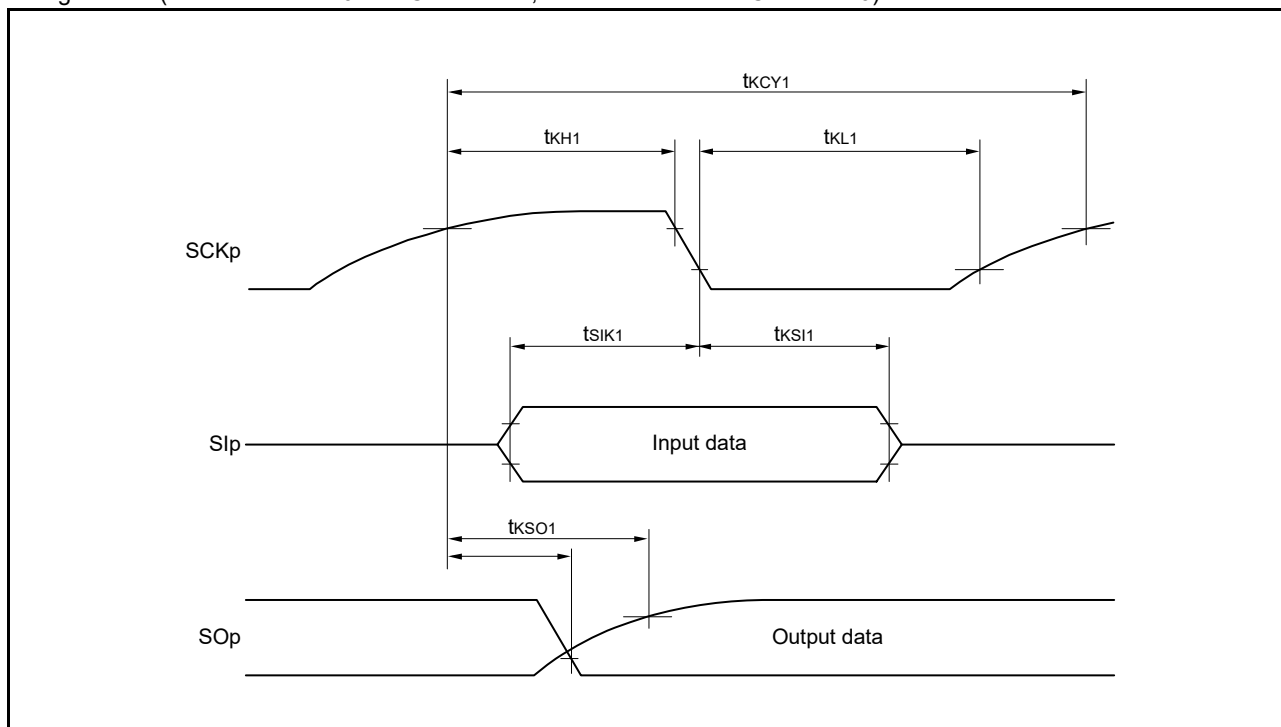 tKCY1
tKH1
tKL1
SCKp
tSIK1
tKSI1
SIp
Input data
tKSO1
SOp
Output data